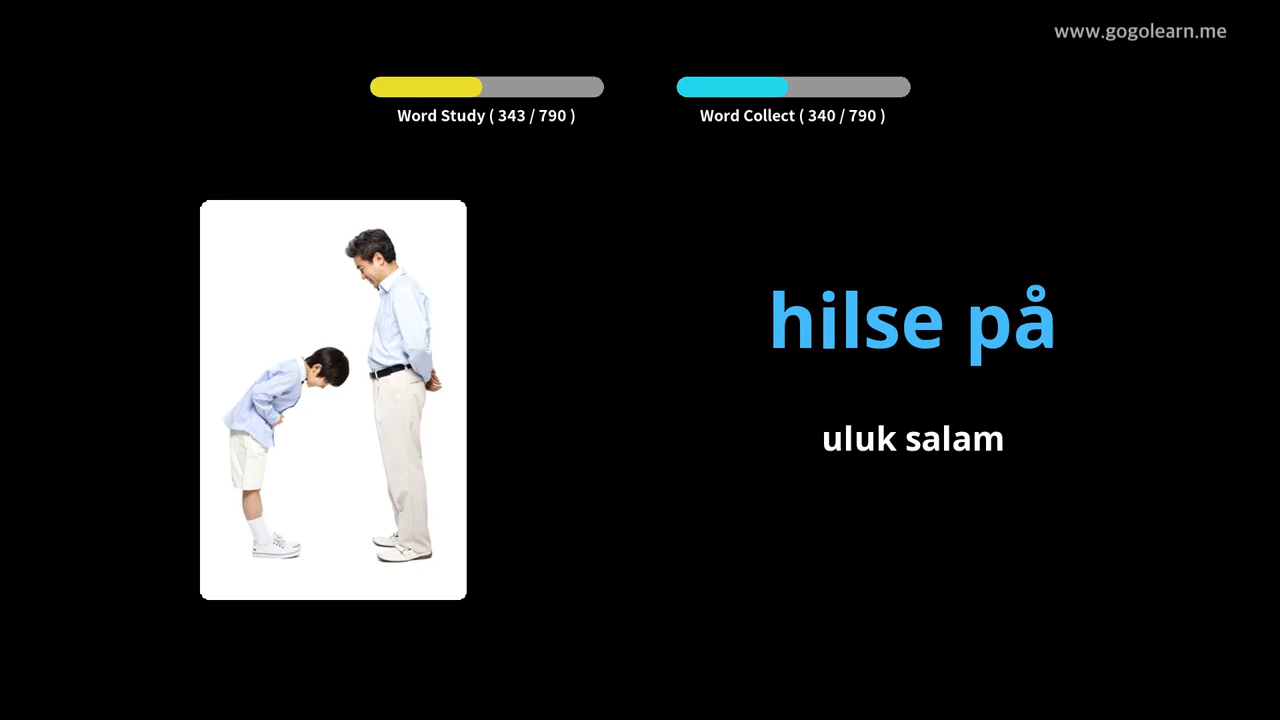 www.gogolearn.me
Word Study ( 343 / 790 )
Word Collect ( 340 / 790 )
hilse på
uluk salam